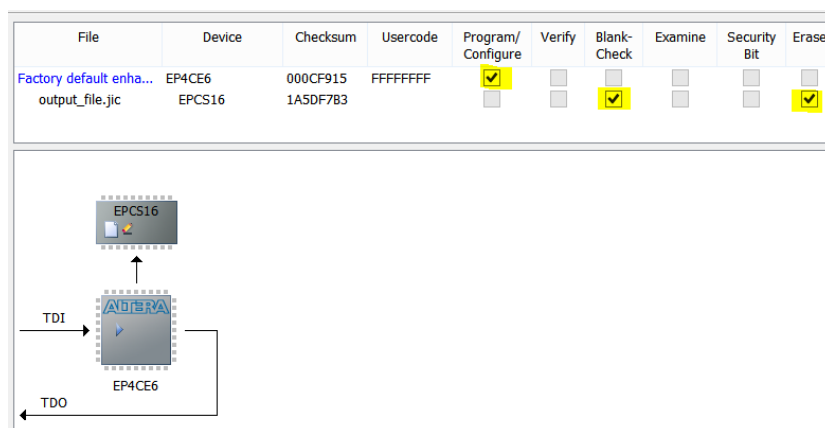 File Device Checksum Usercode Program/ Configure Verify Blank- Check Examine Security Bit Erase
Factory default enha... EP4CE6 000CF915 FFFFFFFF
output_file.jic EPCS16 1A5DF7B3
EPCS16
ALTERA
TDI
EP4CE6
TDO